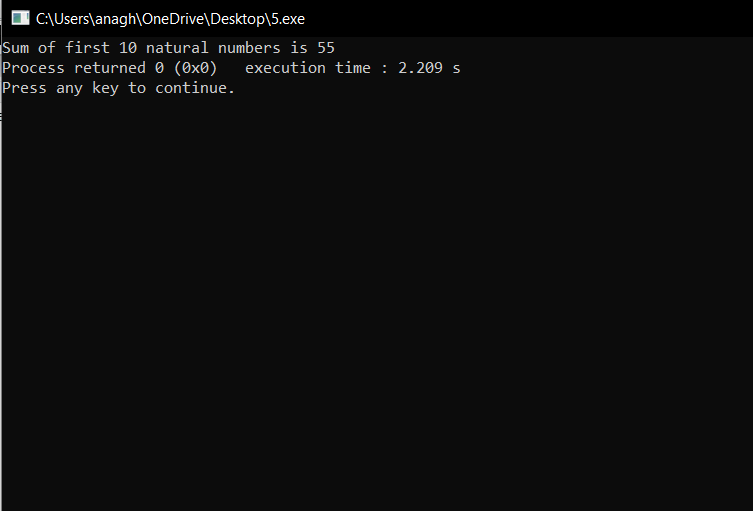 C:\Users\anagh\OneDrive\Desktop\5.exe
Sum of first 10 natural numbers is 55
Process returned 0 (0x0)   execution time : 2.209 s
Press any key to continue.